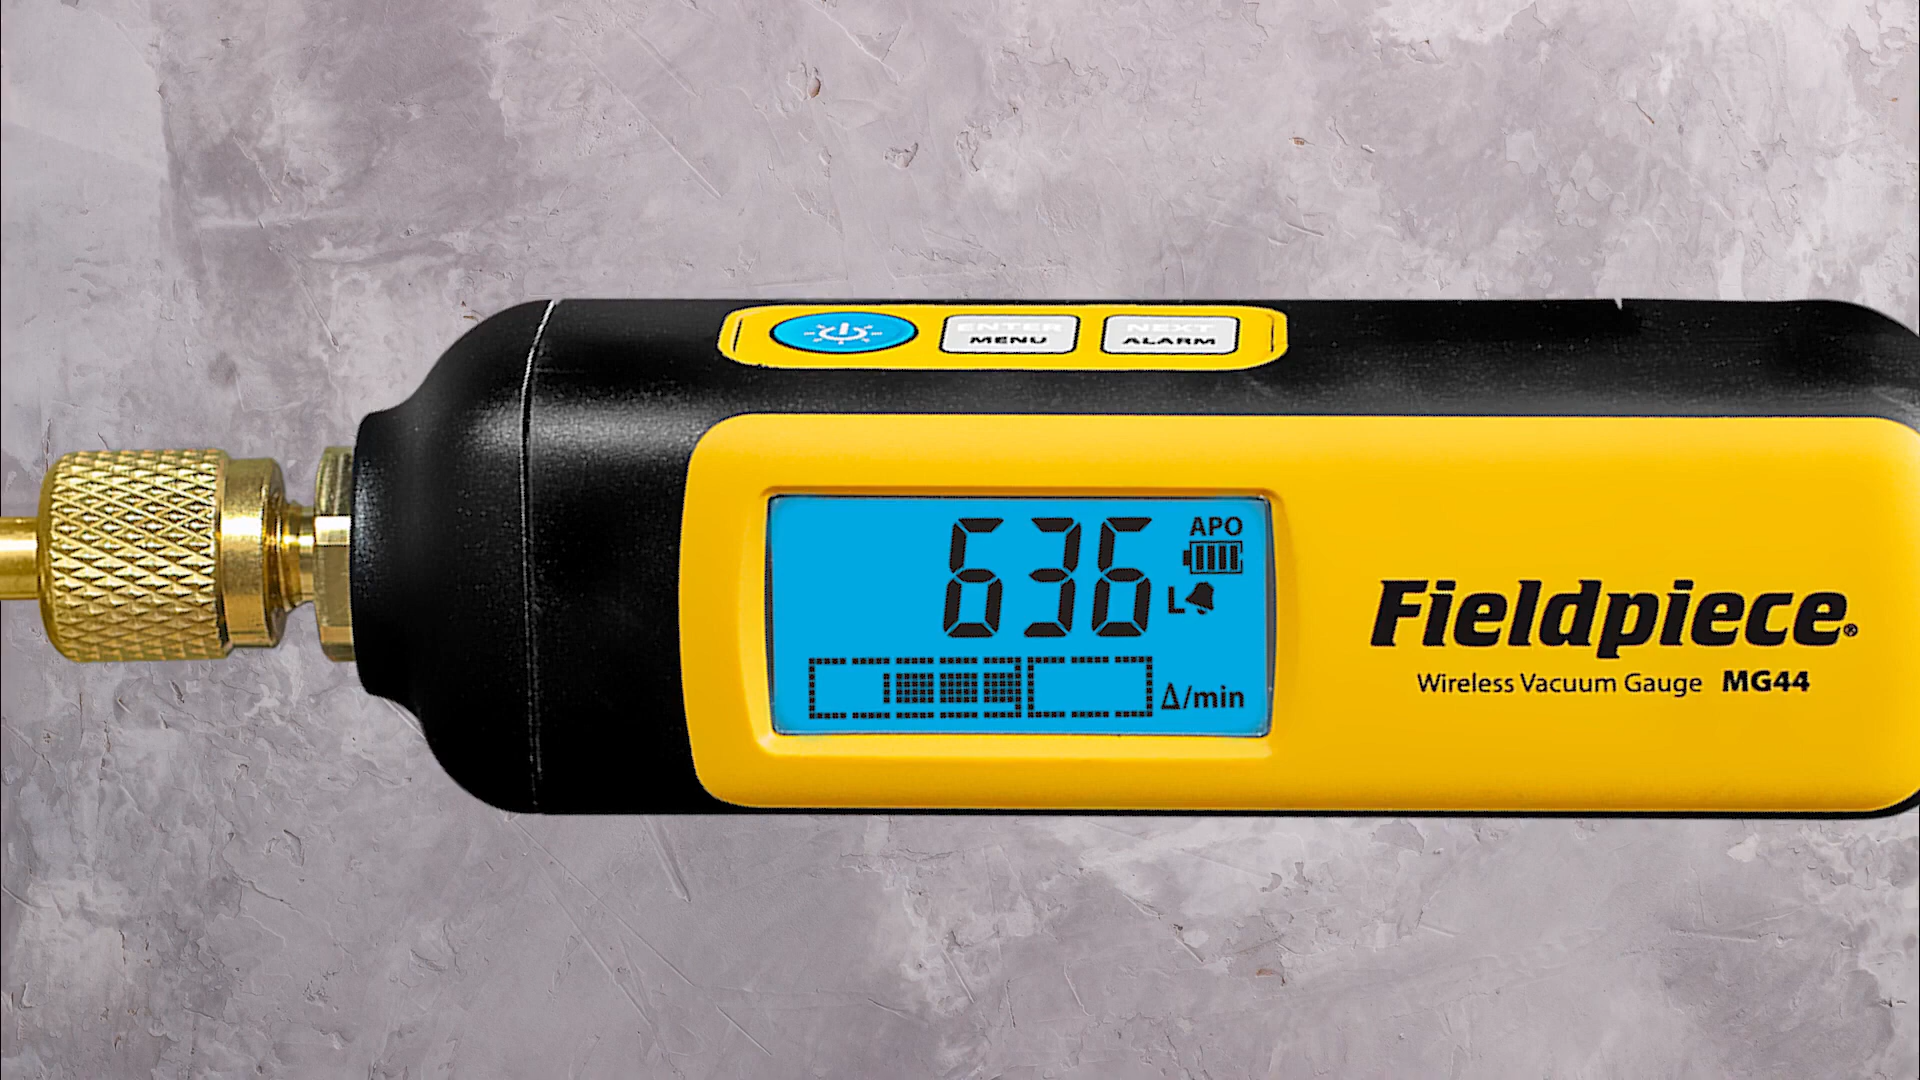 ENTER
MENU
NEXT
ALARM
636
APO
L
Δ/min
Fieldpiece®
Wireless Vacuum Gauge MG44